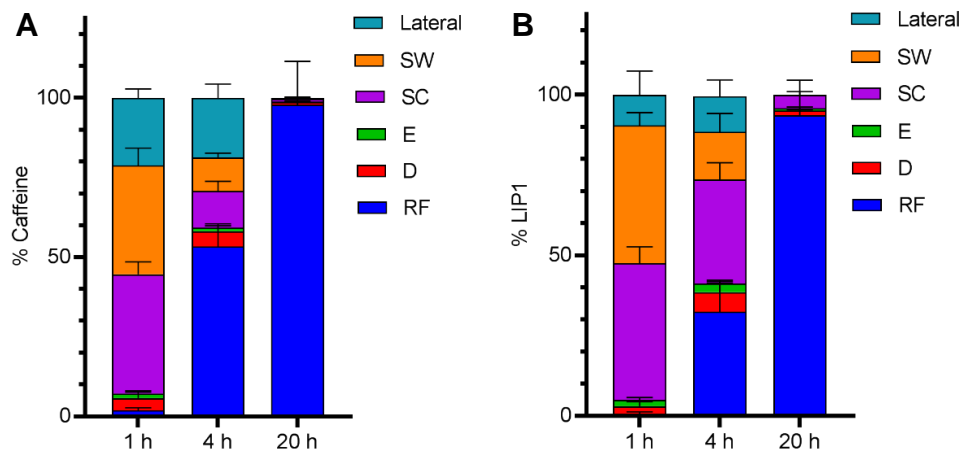 A
% Caffeine
100
50
0
1 h
4 h
20 h
Lateral
SW
SC
E
D
RF
B
% LIP1
100
50
0
1 h
4 h
20 h
Lateral
SW
SC
E
D
RF